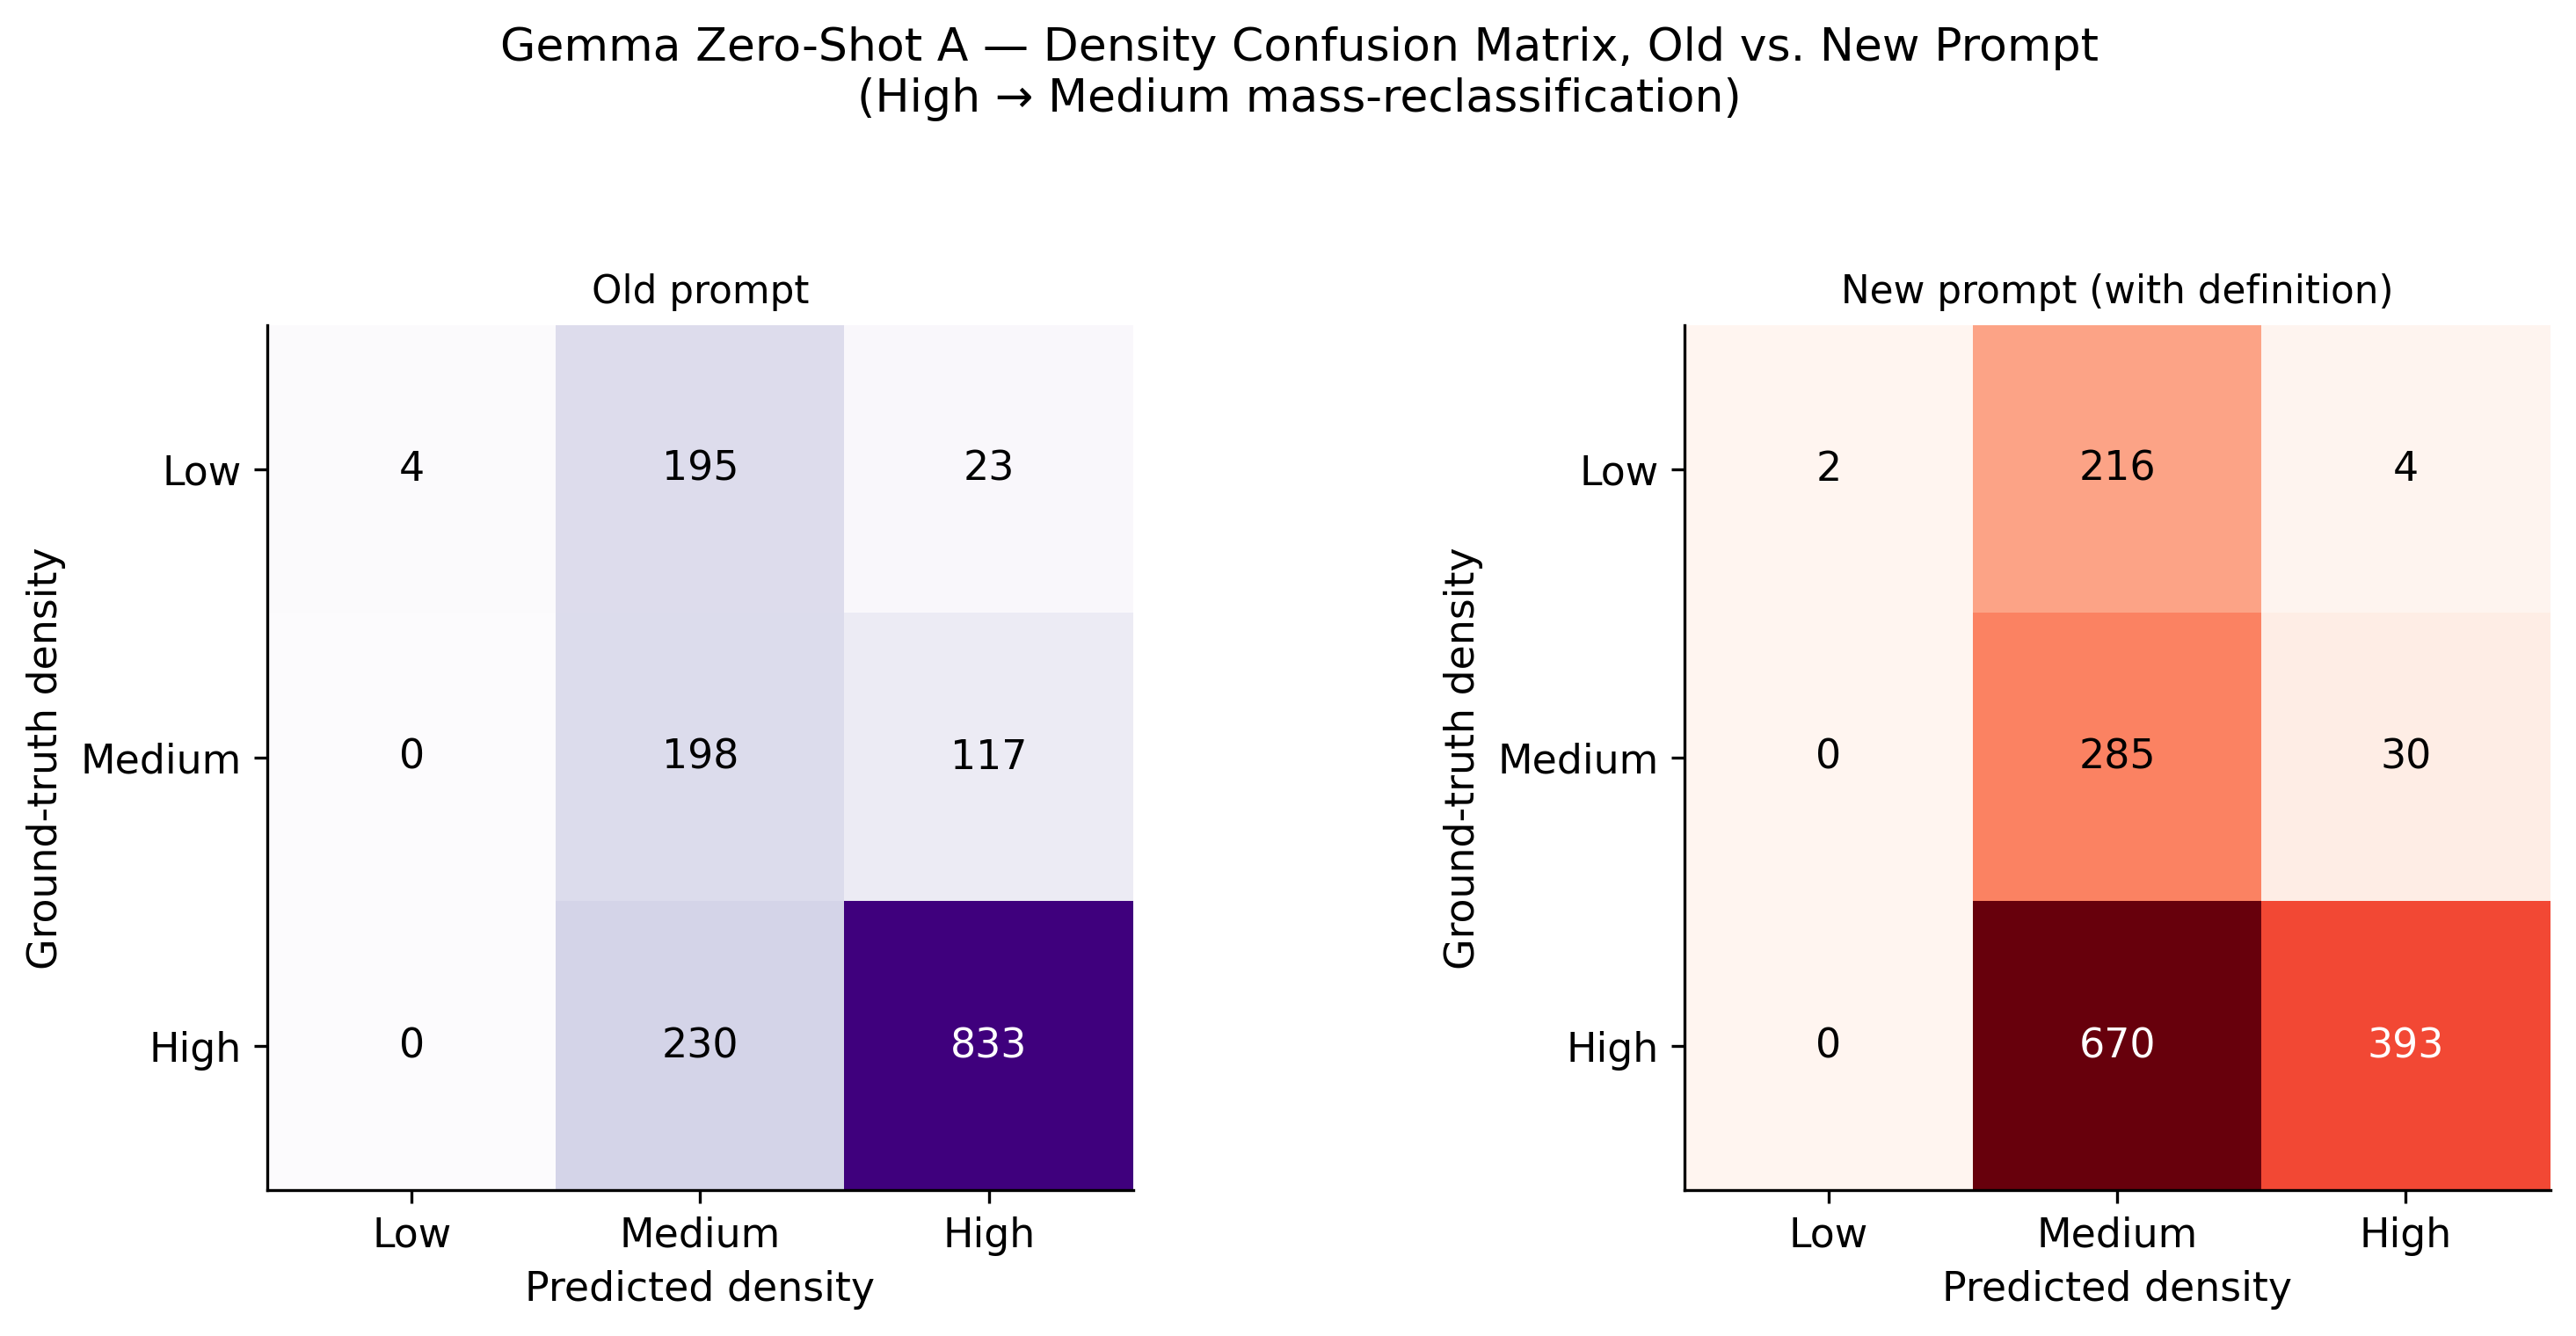 Gemma Zero-Shot A — Density Confusion Matrix, Old vs. New Prompt
(High → Medium mass-reclassification)
Old prompt
Ground-truth density
Low
4
195
23
Medium
0
198
117
High
0
230
833
Low
Medium
High
Predicted density
New prompt (with definition)
Ground-truth density
Low
2
216
4
Medium
0
285
30
High
0
670
393
Low
Medium
High
Predicted density